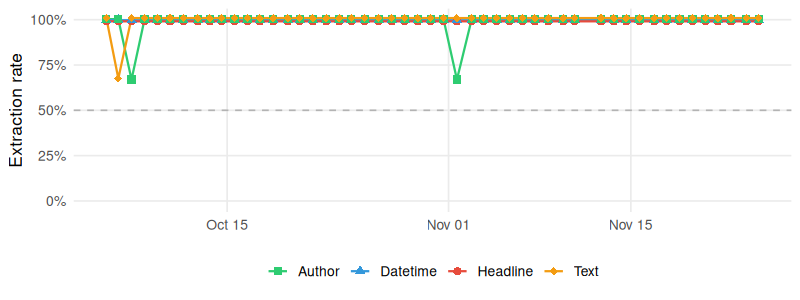 Extraction rate
100%
75%
50%
25%
0%
Oct 15 Nov 01 Nov 15
Author Datetime Headline Text